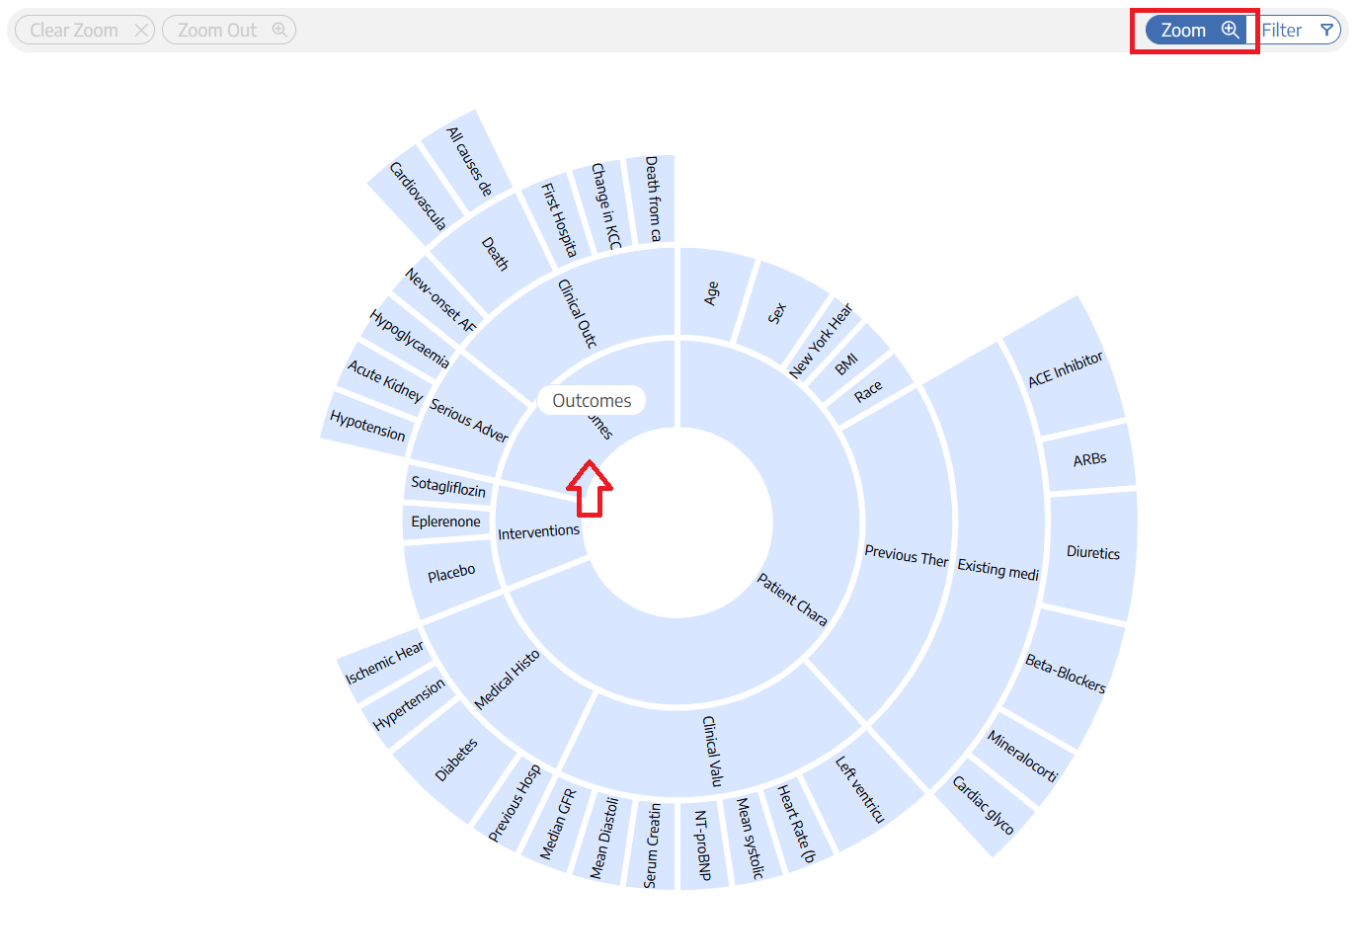 Clear Zoom
Zoom Out
Zoom
Filter
All causes de
Cardiovascula
Death
First Hospita
Change in KCC
Death from ca
Clinical Outc
New-onset AF
Hypoglycaemia
Acute Kidney
Hypotension
Serious Adver
Outcomes
omes
Sotagliflozin
Eplerenone
Placebo
Interventions
Age
Sex
New York Hear
BMI
Race
Patient Chara
Previous Ther
Existing medi
ACE Inhibitor
ARBs
Diuretics
Beta-Blockers
Mineralocorti
Cardiac glyco
Ischemic Hear
Hypertension
Diabetes
Previous Hosp
Medical Histo
Clinical Valu
Median GFR
Mean Diastoli
Serum Creatin
NT-proBNP
Mean systolic
Heart Rate (b
Left ventricu